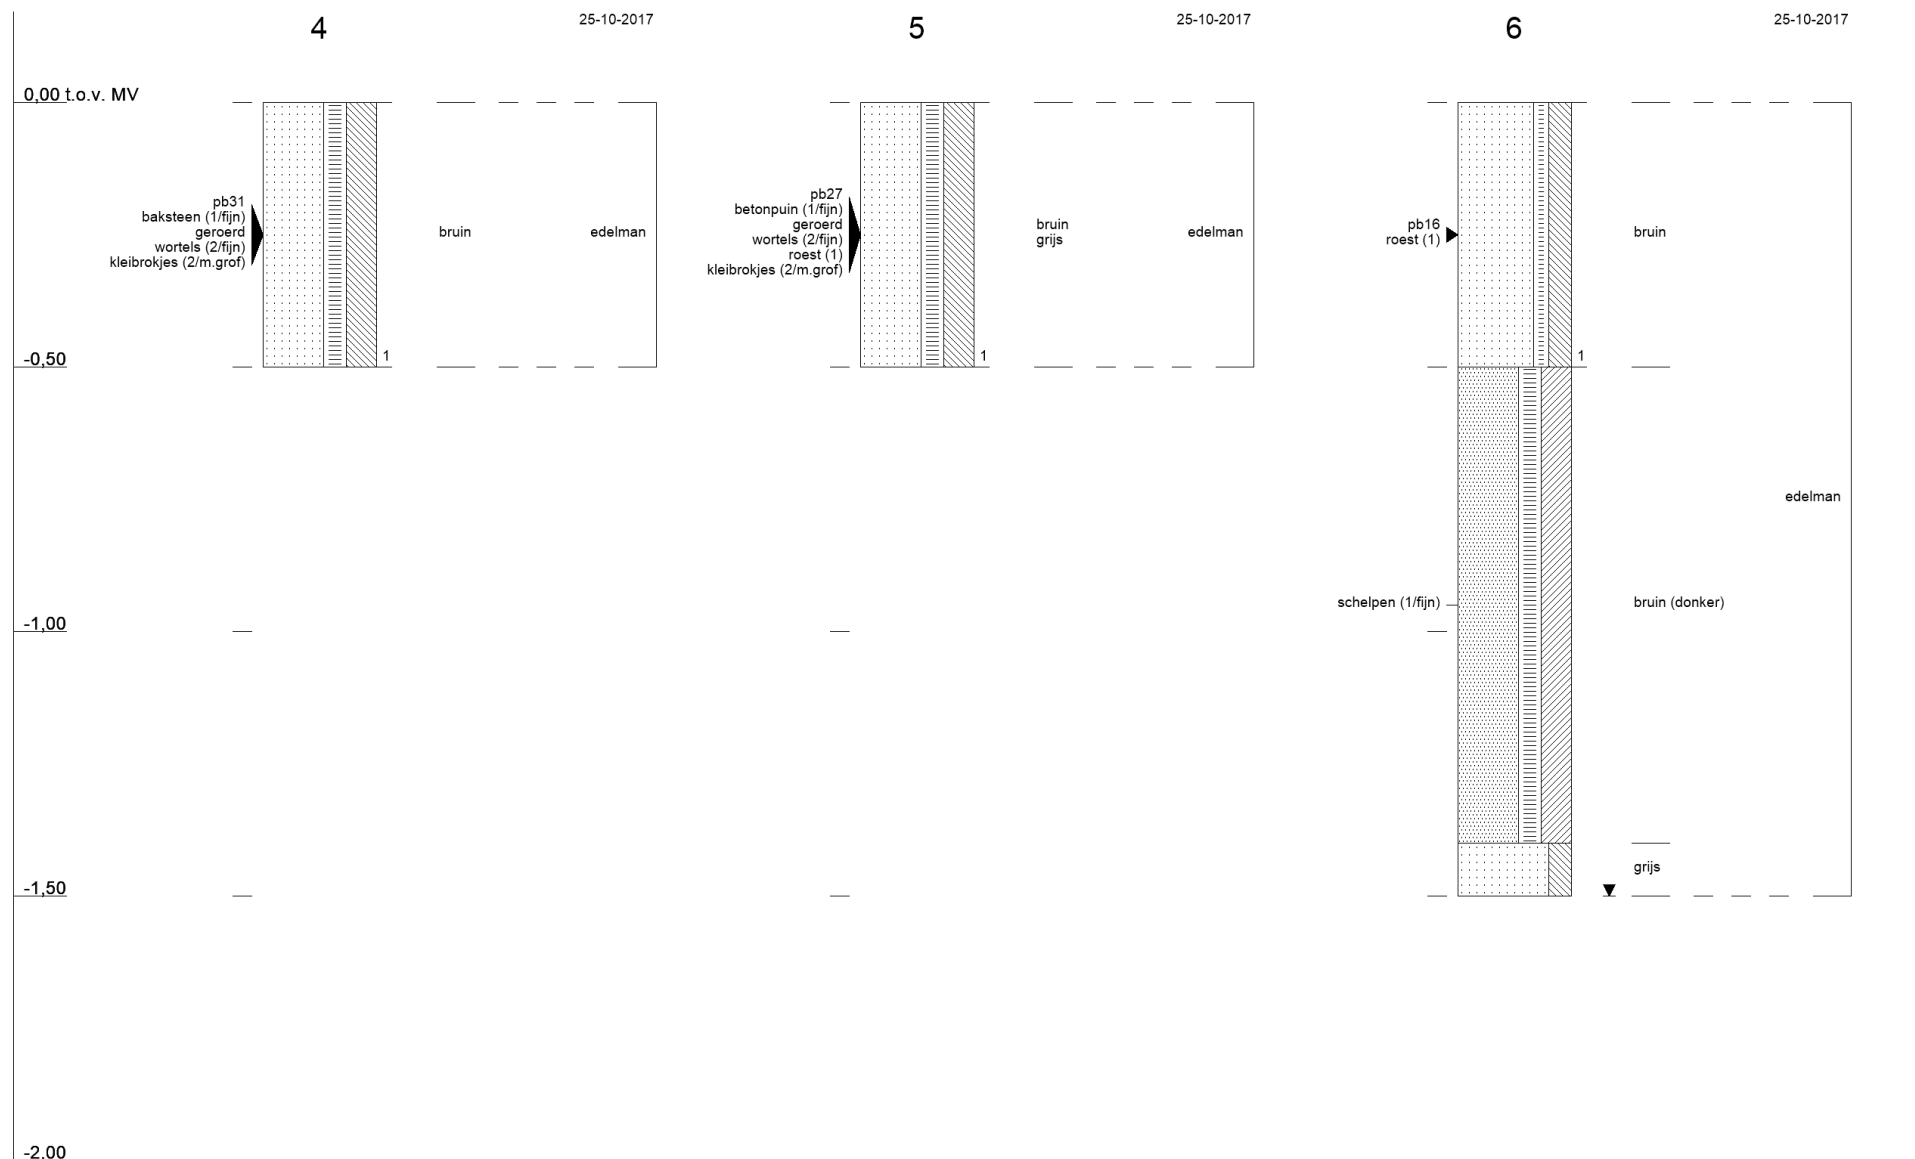 4
25-10-2017
5
25-10-2017
6
25-10-2017
0,00 t.o.v. MV
pb31
baksteen (1/fijn)
geroerd
wortels (2/fijn)
kleibrokjes (2/m.grof)
bruin
edelman
1
pb27
betonpuin (1/fijn)
geroerd
wortels (2/fijn)
roest (1)
kleibrokjes (2/m.grof)
bruin
grijs
edelman
1
pb16
roest (1)
bruin
1
edelman
schelpen (1/fijn)
bruin (donker)
grijs
-0,50
-1,00
-1,50
-2,00